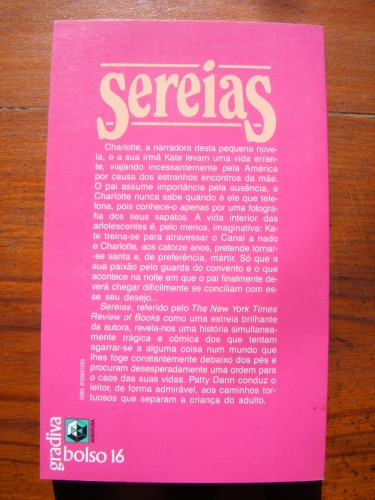 Sereias
Charlotte, a narradora desta pequena nove-
la, e a sua irmã Kate levam uma vida erran-
te, viajando incessantemente pela América
por causa dos estranhos encontros da mãe.
O pai assume importância pela ausência, e
Charlotte nunca sabe quando é ele que tele-
fona, pois conhece-o apenas por uma fotogra-
fia dos seus sapatos. A vida interior das
adolescentes é, pelo menos, imaginativa: Ka-
te treina-se para atravessar o Canal a nado
e Charlotte, aos catorze anos, pretende tornar-
-se santa e, de preferência, mártir. Só que a
sua paixão pelo guarda do convento e o que
acontece na noite em que o pai finalmente de-
verá chegar dificilmente se conciliam com es-
se seu desejo...
Sereias, referido pelo The New York Times
Review of Books como uma estreia brilhante
da autora, revela-nos uma história simultanea-
mente trágica e cómica dos que tentam
agarrar-se a alguma coisa num mundo que
lhes foge constantemente debaixo dos pés e
procuram desesperadamente uma ordem para
o caos das suas vidas. Patty Dann conduz o
leitor, de forma admirável, aos caminhos tor-
tuosos que separam a criança do adulto.
gradiva
bolso 16